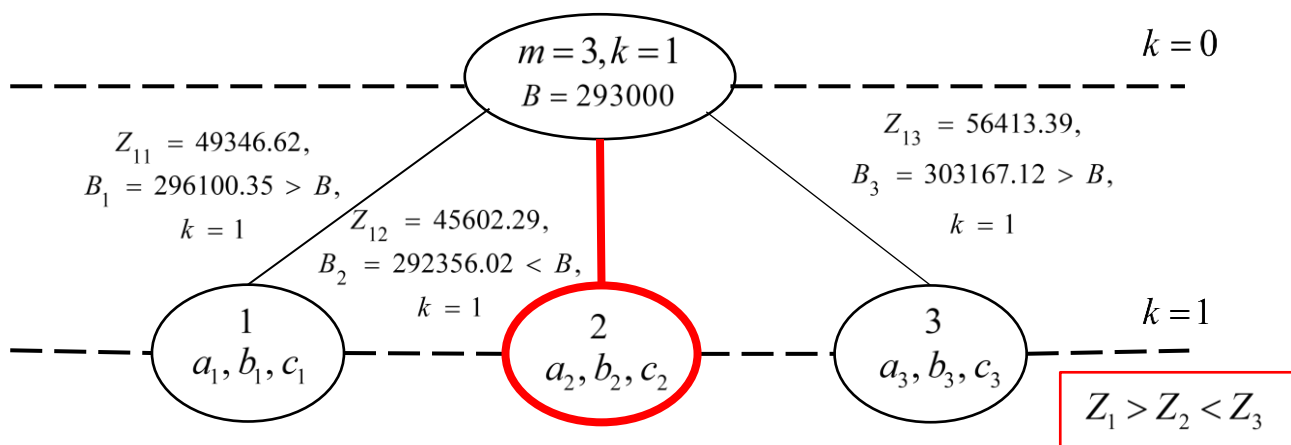 m = 3, k = 1
B = 293000
k = 0
Z₁₁ = 49346.62,
B₁ = 296100.35 > B,
k = 1
Z₁₂ = 45602.29,
B₂ = 292356.02 < B,
k = 1
Z₁₃ = 56413.39,
B₃ = 303167.12 > B,
k = 1
1
a₁, b₁, c₁
2
a₂, b₂, c₂
3
a₃, b₃, c₃
k = 1
Z₁ > Z₂ < Z₃